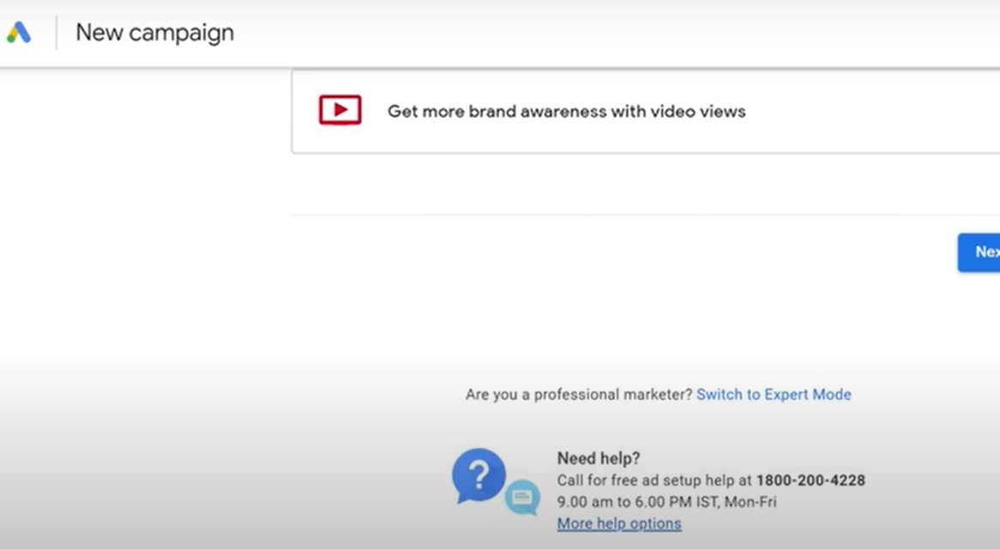 New campaign
Get more brand awareness with video views
Are you a professional marketer? Switch to Expert Mode
Need help?
Call for free ad setup help at 1800-200-4228
9.00 am to 6.00 PM IST, Mon-Fri
More help options